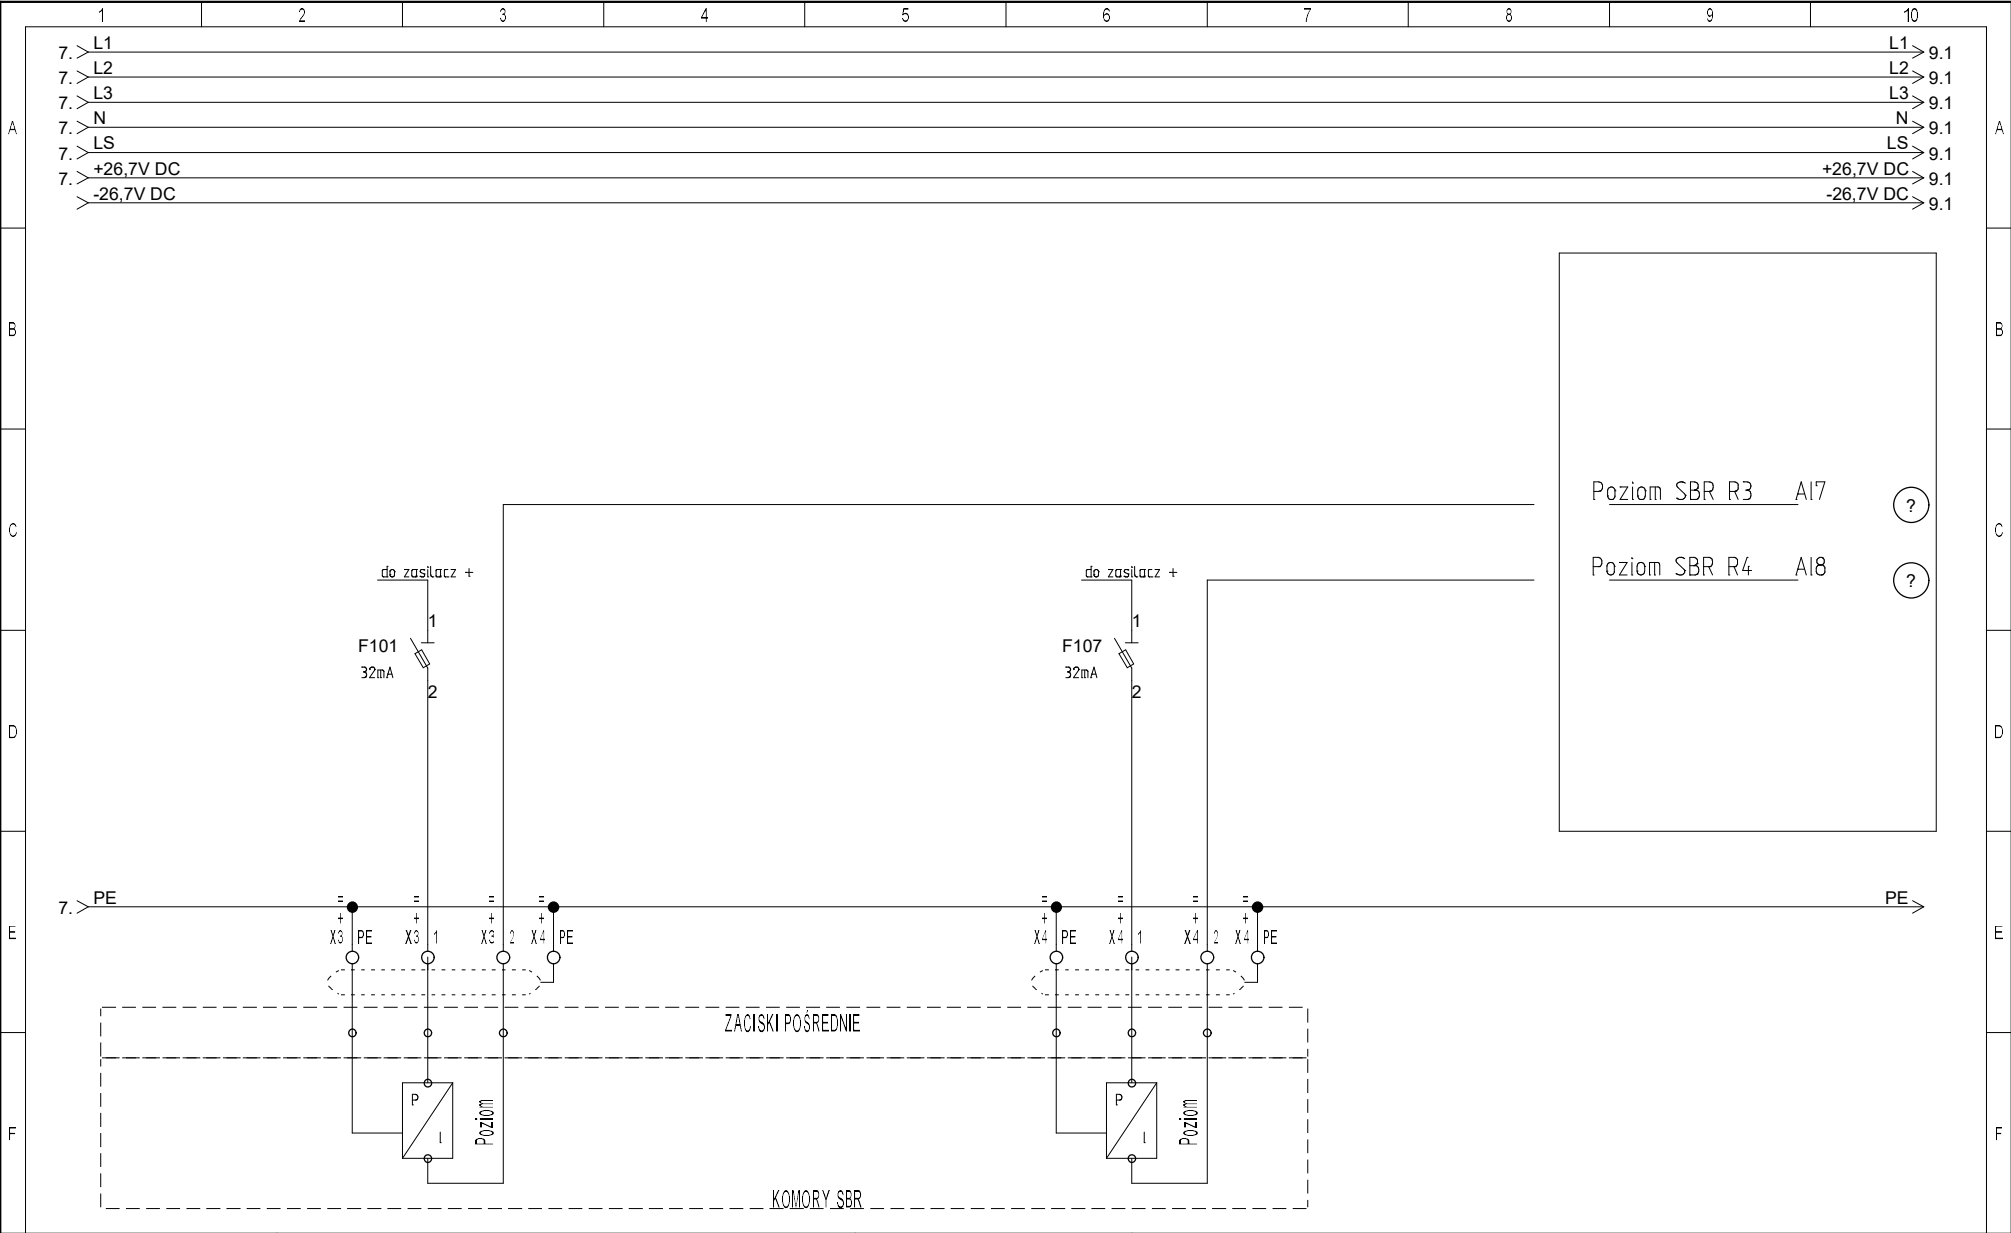 1 2 3 4 5 6 7 8 9 10
7. L1 L1 9.1
7. L2 L2 9.1
7. L3 L3 9.1
A 7. N N 9.1 A
7. LS LS 9.1
7. +26,7V DC +26,7V DC 9.1
-26,7V DC -26,7V DC 9.1
B B
Poziom SBR R3 AI7 ?
C C
do zasilacz + do zasilacz + Poziom SBR R4 AI8 ?
1 1
F101 F107
32mA 32mA
2 2
D D
7. PE PE
= = = = = = = =
+ + + + + + + +
E X3 PE X3 1 X3 2 X4 PE X4 PE X4 1 X4 2 X4 PE E
ZACISKI POŚREDNIE
P P
Poziom Poziom
I I
F F
KOMORY SBR